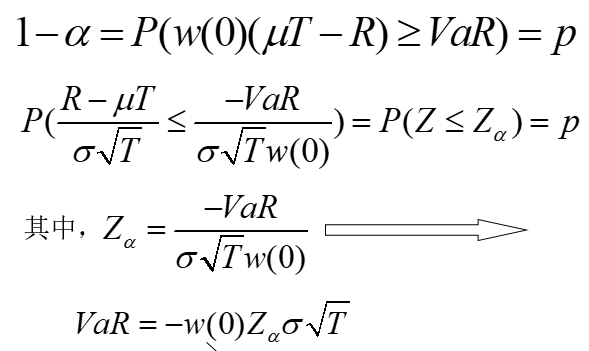 1−α = P(w(0)(μT − R) ≥ VaR) = p
P((R − μT)/(σ√T) ≤ (−VaR)/(σ√T w(0))) = P(Z ≤ Z_α) = p
其中，Z_α = (−VaR)/(σ√T w(0))
VaR = −w(0)Z_α σ√T